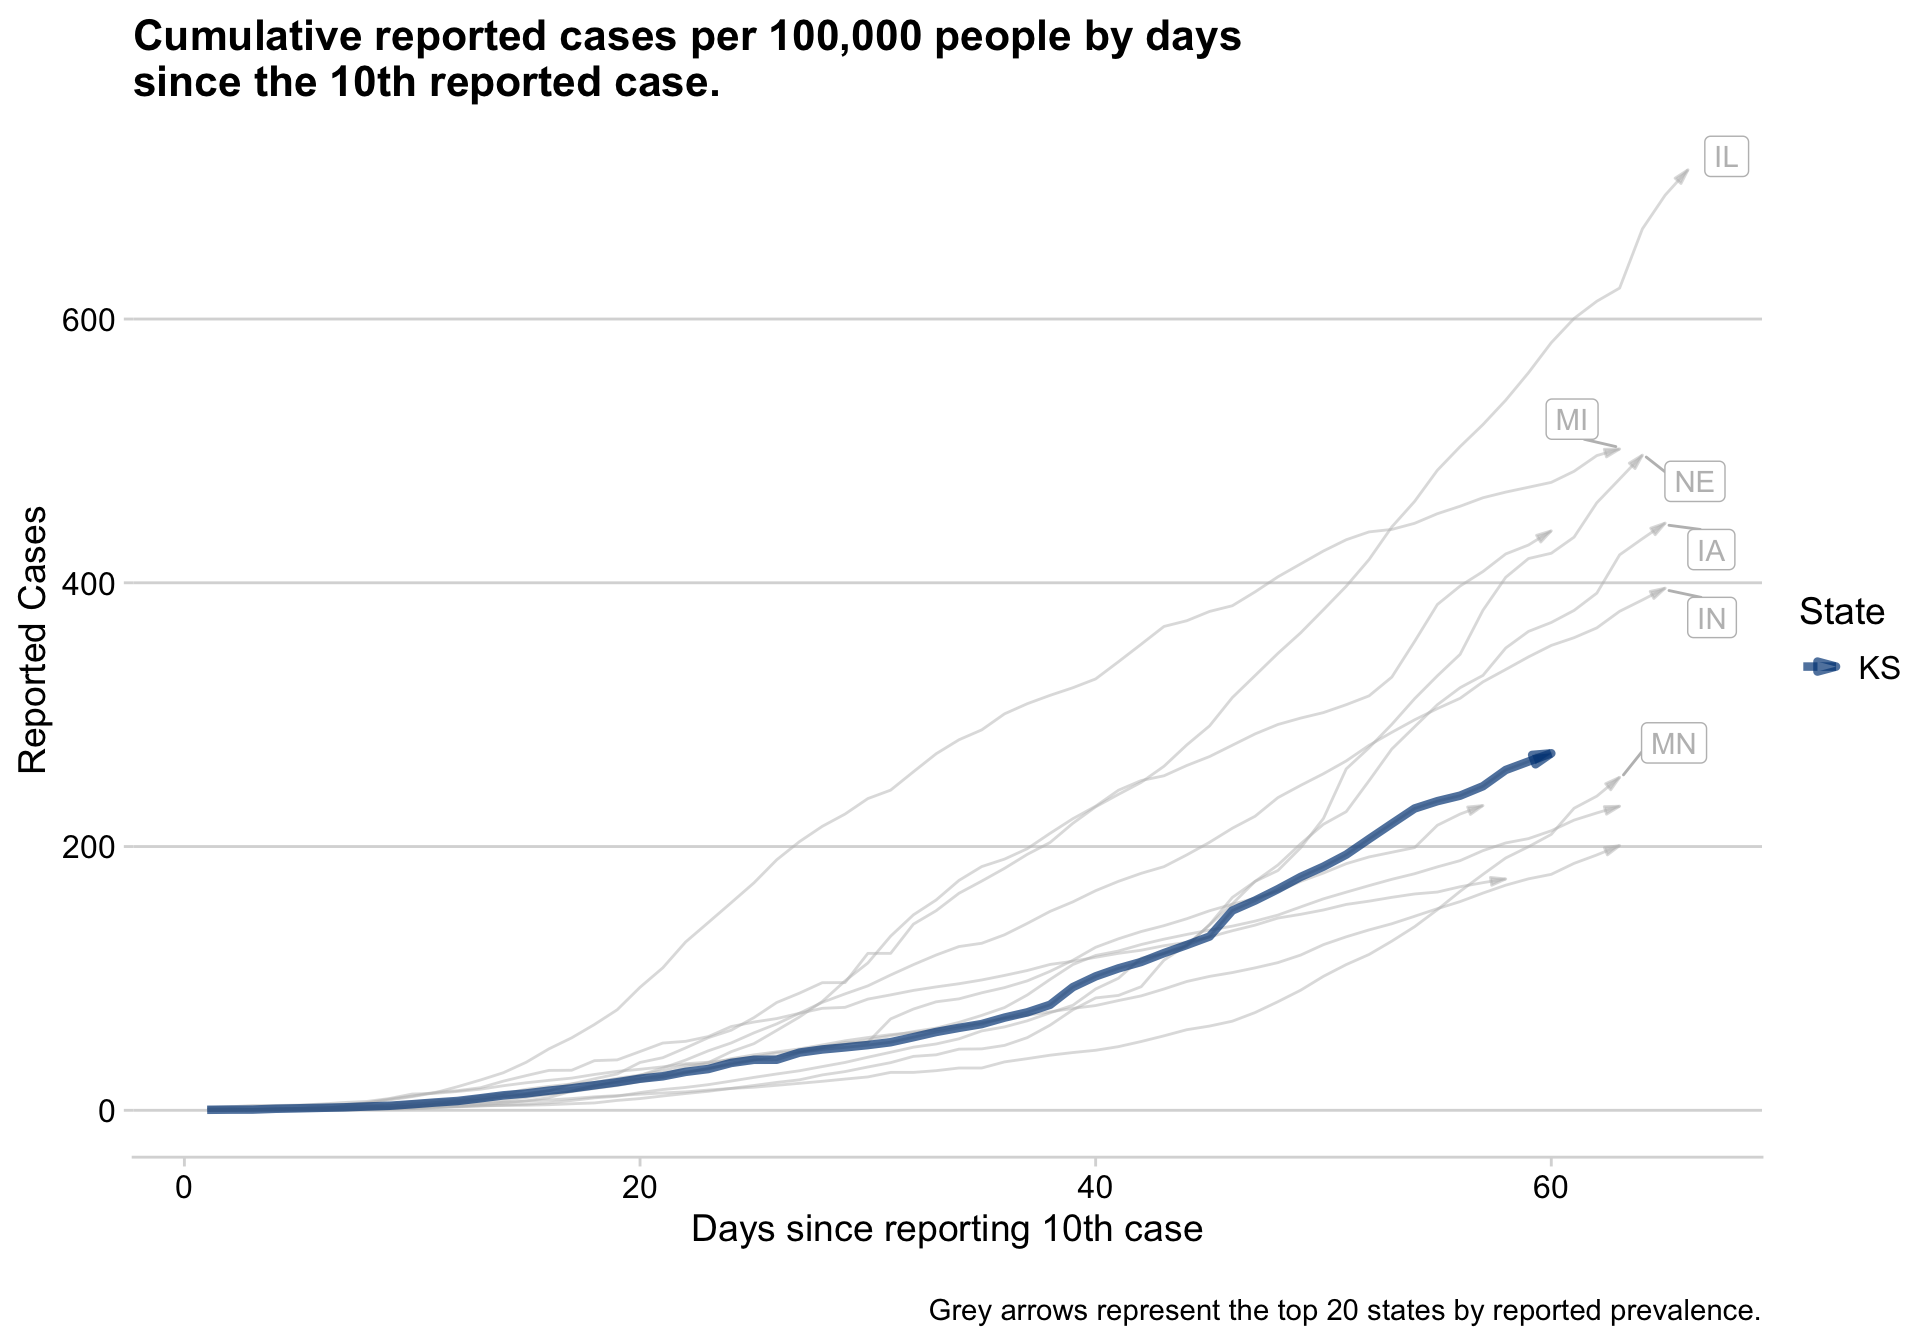 Cumulative reported cases per 100,000 people by days
since the 10th reported case.
IL
600
MI
NE
IA
400
IN
Reported Cases
State
KS
MN
200
0
0
20
40
60
Days since reporting 10th case
Grey arrows represent the top 20 states by reported prevalence.